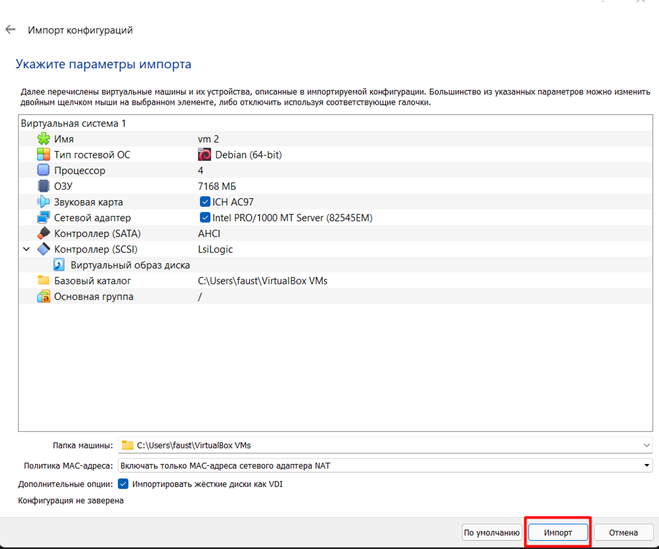 Импорт конфигураций
Укажите параметры импорта
Далее перечислены виртуальные машины и их устройства, описанные в импортируемой конфигурации. Большинство из указанных параметров можно изменить
двойным щелчком мыши на выбранном элементе, либо отключить используя соответствующие галочки.
Виртуальная система 1
Имя vm 2
Тип гостевой ОС Debian (64-bit)
Процессор 4
ОЗУ 7168 МБ
Звуковая карта ICH AC97
Сетевой адаптер Intel PRO/1000 MT Server (82545EM)
Контроллер (SATA) AHCI
Контроллер (SCSI) LsiLogic
Виртуальный образ диска
Базовый каталог C:\Users\faust\VirtualBox VMs
Основная группа /
Папка машины: C:\Users\faust\VirtualBox VMs
Политика MAC-адреса: Включать только MAC-адреса сетевого адаптера NAT
Дополнительные опции: Импортировать жёсткие диски как VDI
Конфигурация не заверена
По умолчанию Импорт Отмена